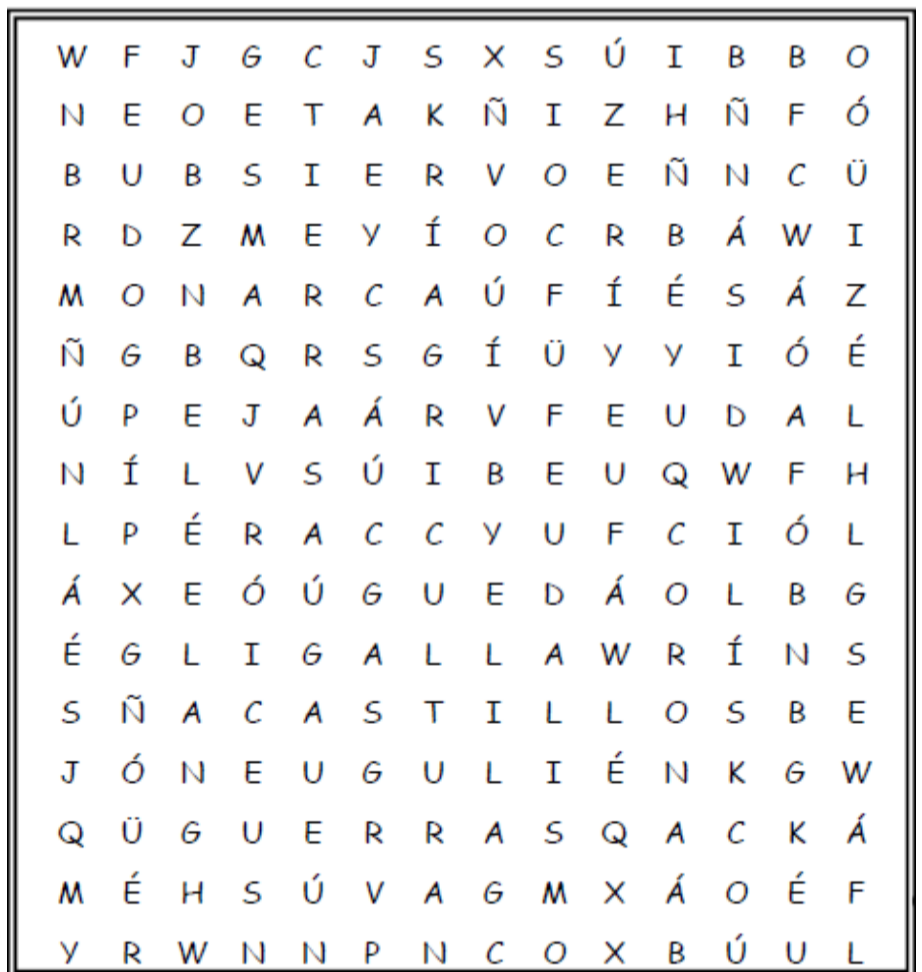 W F J G C J S X S Ú I B B O
N E O E T A K Ñ I Z H Ñ F Ó
B U B S I E R V O E Ñ N C Ü
R D Z M E Y Í O C R B Á W I
M O N A R C A Ú F Í É S Á Z
Ñ G B Q R S G Í Ü Y Y I Ó É
Ú P E J A Á R V F E U D A L
N Í L V S Ú I B E U Q W F H
L P É R A C C Y U F C I Ó L
Á X E Ó Ú G U E D Á O L B G
É G L I G A L L A W R Í N S
S Ñ A C A S T I L L O S B E
J Ó N E U G U L I É N K G W
Q Ü G U E R R A S Q A C K Á
M É H S Ú V A G M X Á O É F
Y R W N N P N C O X B Ú U L